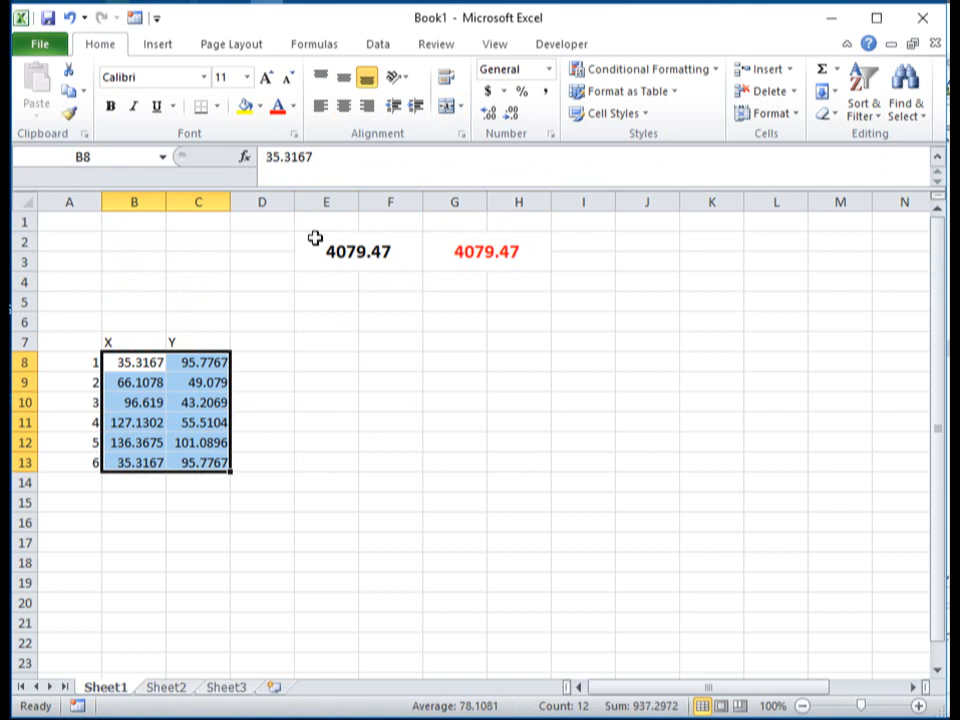 Book1 - Microsoft Excel
File Home Insert Page Layout Formulas Data Review View Developer
Paste Calibri 11 A A General Conditional Formatting Insert Σ
B I U A $ % , Format as Table Delete Sort & Find &
.00 .0 Cell Styles Format Filter Select
Clipboard Font Alignment Number Styles Cells Editing
B8 fx 35.3167
A B C D E F G H I J K L M N
1
2 4079.47 4079.47
3
4
5
6
7 X Y
8 1 35.3167 95.7767
9 2 66.1078 49.079
10 3 96.619 43.2069
11 4 127.1302 55.5104
12 5 136.3675 101.0896
13 6 35.3167 95.7767
14
15
16
17
18
19
20
21
22
23
Sheet1 Sheet2 Sheet3
Ready Average: 78.1081 Count: 12 Sum: 937.2972 100%